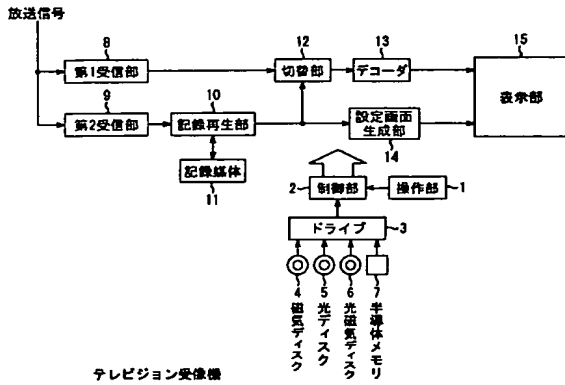 放送信号
8
第1受信部
12
切替部
13
デコーダ
15
表示部
9
第2受信部
10
記録再生部
設定画面
生成部
14
記録媒体
11
2
制御部
操作部
1
ドライブ
3
4
磁気ディスク
5
光ディスク
6
光磁気ディスク
7
半導体メモリ
テレビジョン受像機